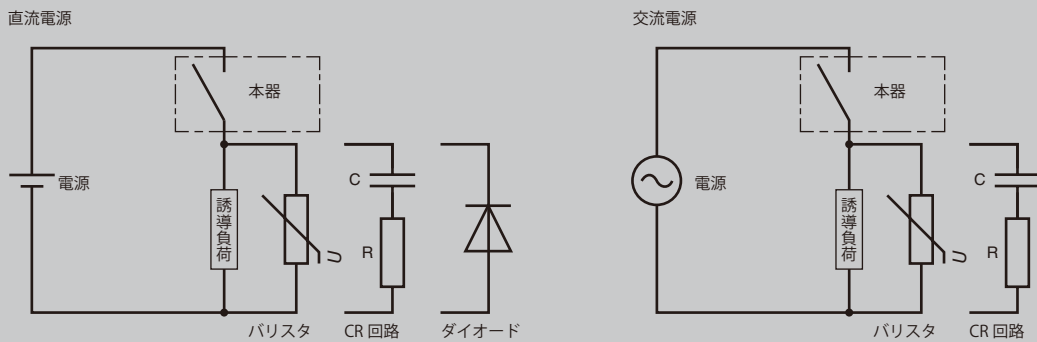 直流電源
本器
電源
誘導負荷
U
C
R
バリスタ
CR 回路
ダイオード
交流電源
本器
電源
誘導負荷
U
C
R
バリスタ
CR 回路